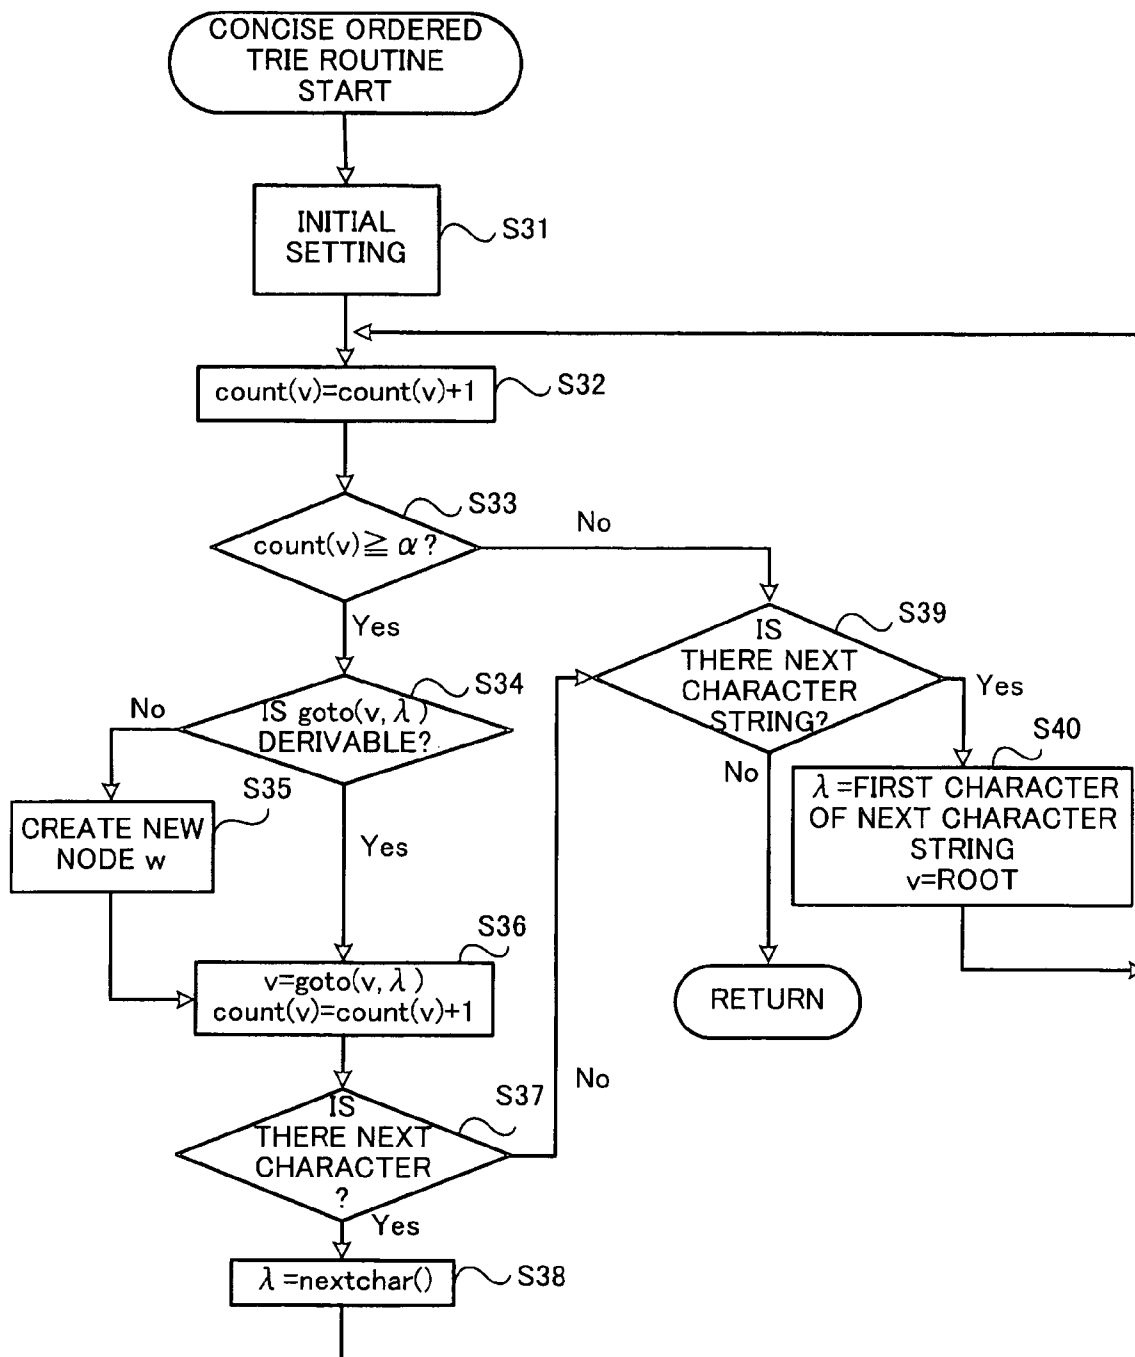 CONCISE ORDERED
TRIE ROUTINE
START
INITIAL
SETTING
S31
count(v)=count(v)+1
S32
count(v)≧α?
S33
No
Yes
IS goto(v, λ)
DERIVABLE?
S34
No
Yes
CREATE NEW
NODE w
S35
v=goto(v, λ)
count(v)=count(v)+1
S36
IS
THERE NEXT
CHARACTER
?
S37
No
Yes
λ=nextchar()
S38
IS
THERE NEXT
CHARACTER
STRING?
S39
Yes
No
λ=FIRST CHARACTER
OF NEXT CHARACTER
STRING
v=ROOT
S40
RETURN